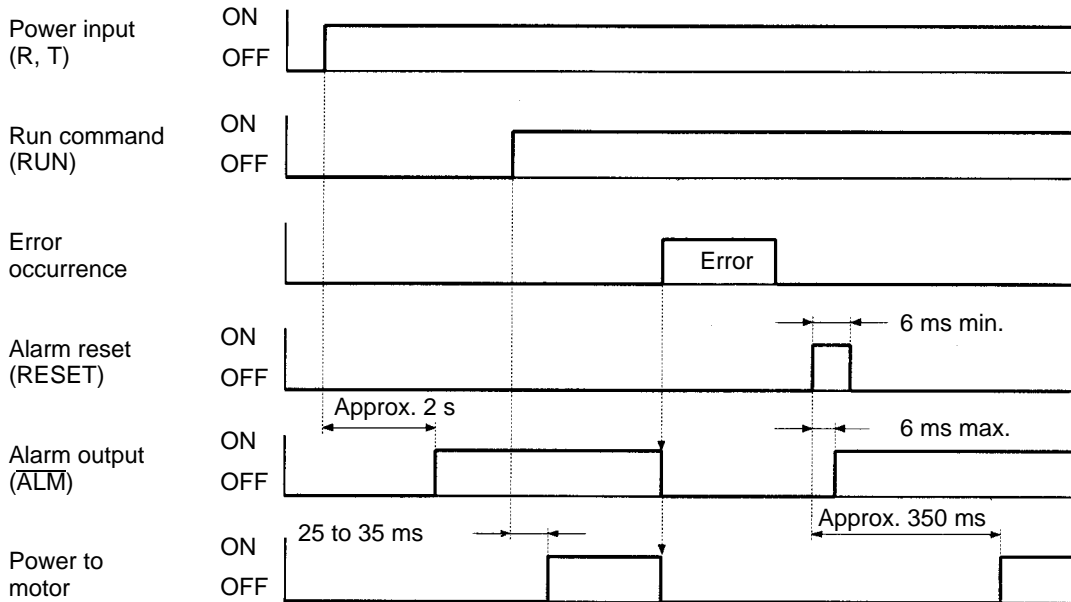 Power input
(R, T)
ON
OFF
Run command
(RUN)
ON
OFF
Error
occurrence
Error
Alarm reset
(RESET)
ON
OFF
6 ms min.
Approx. 2 s
6 ms max.
Alarm output
(ALM)
ON
OFF
25 to 35 ms
Approx. 350 ms
Power to
motor
ON
OFF